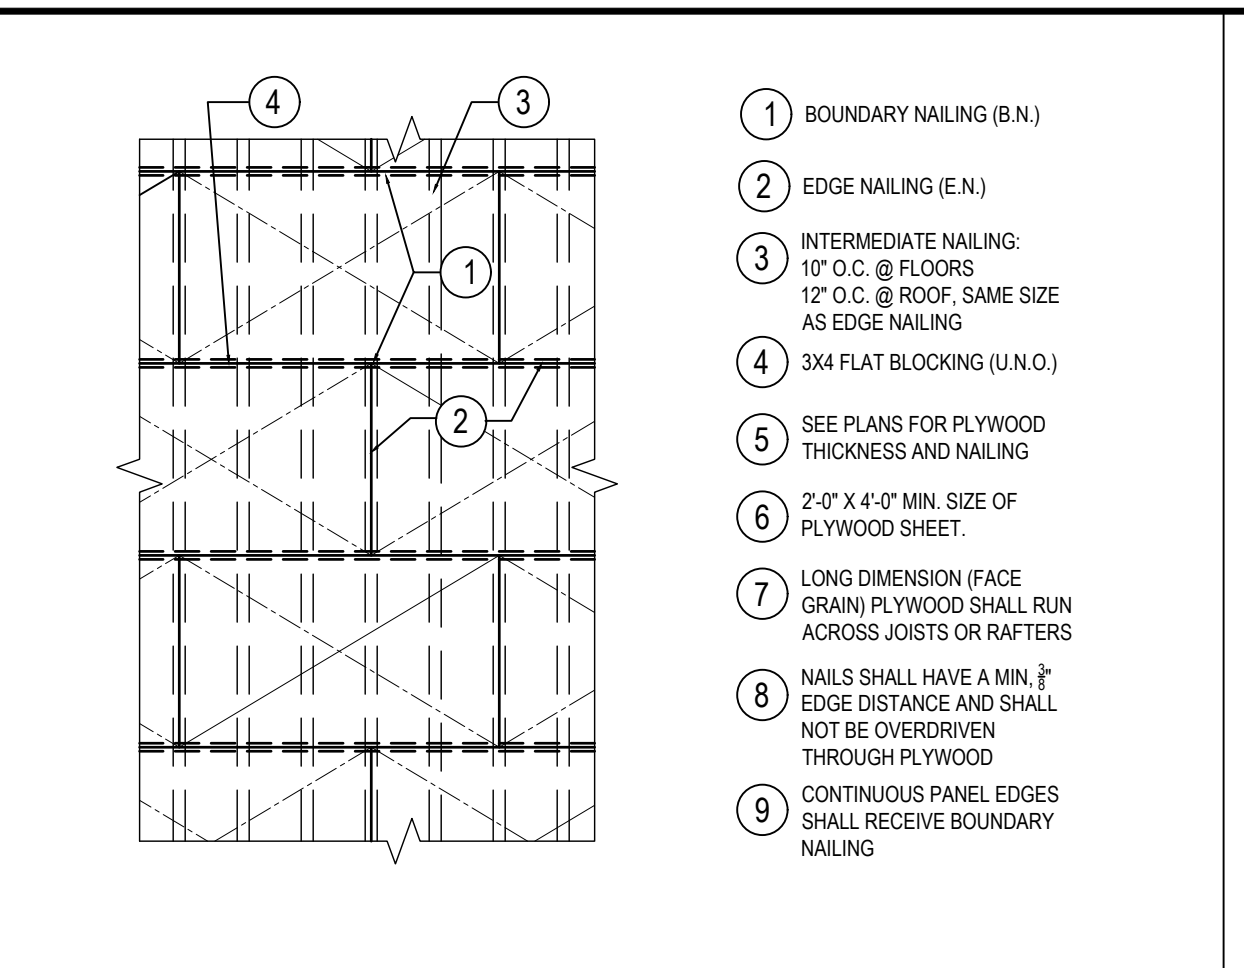 4
3
1
2
1 BOUNDARY NAILING (B.N.)
2 EDGE NAILING (E.N.)
3 INTERMEDIATE NAILING:
10" O.C. @ FLOORS
12" O.C. @ ROOF, SAME SIZE
AS EDGE NAILING
4 3X4 FLAT BLOCKING (U.N.O.)
5 SEE PLANS FOR PLYWOOD
THICKNESS AND NAILING
6 2'-0" X 4'-0" MIN. SIZE OF
PLYWOOD SHEET.
7 LONG DIMENSION (FACE
GRAIN) PLYWOOD SHALL RUN
ACROSS JOISTS OR RAFTERS
8 NAILS SHALL HAVE A MIN, 3/8"
EDGE DISTANCE AND SHALL
NOT BE OVERDRIVEN
THROUGH PLYWOOD
9 CONTINUOUS PANEL EDGES
SHALL RECEIVE BOUNDARY
NAILING